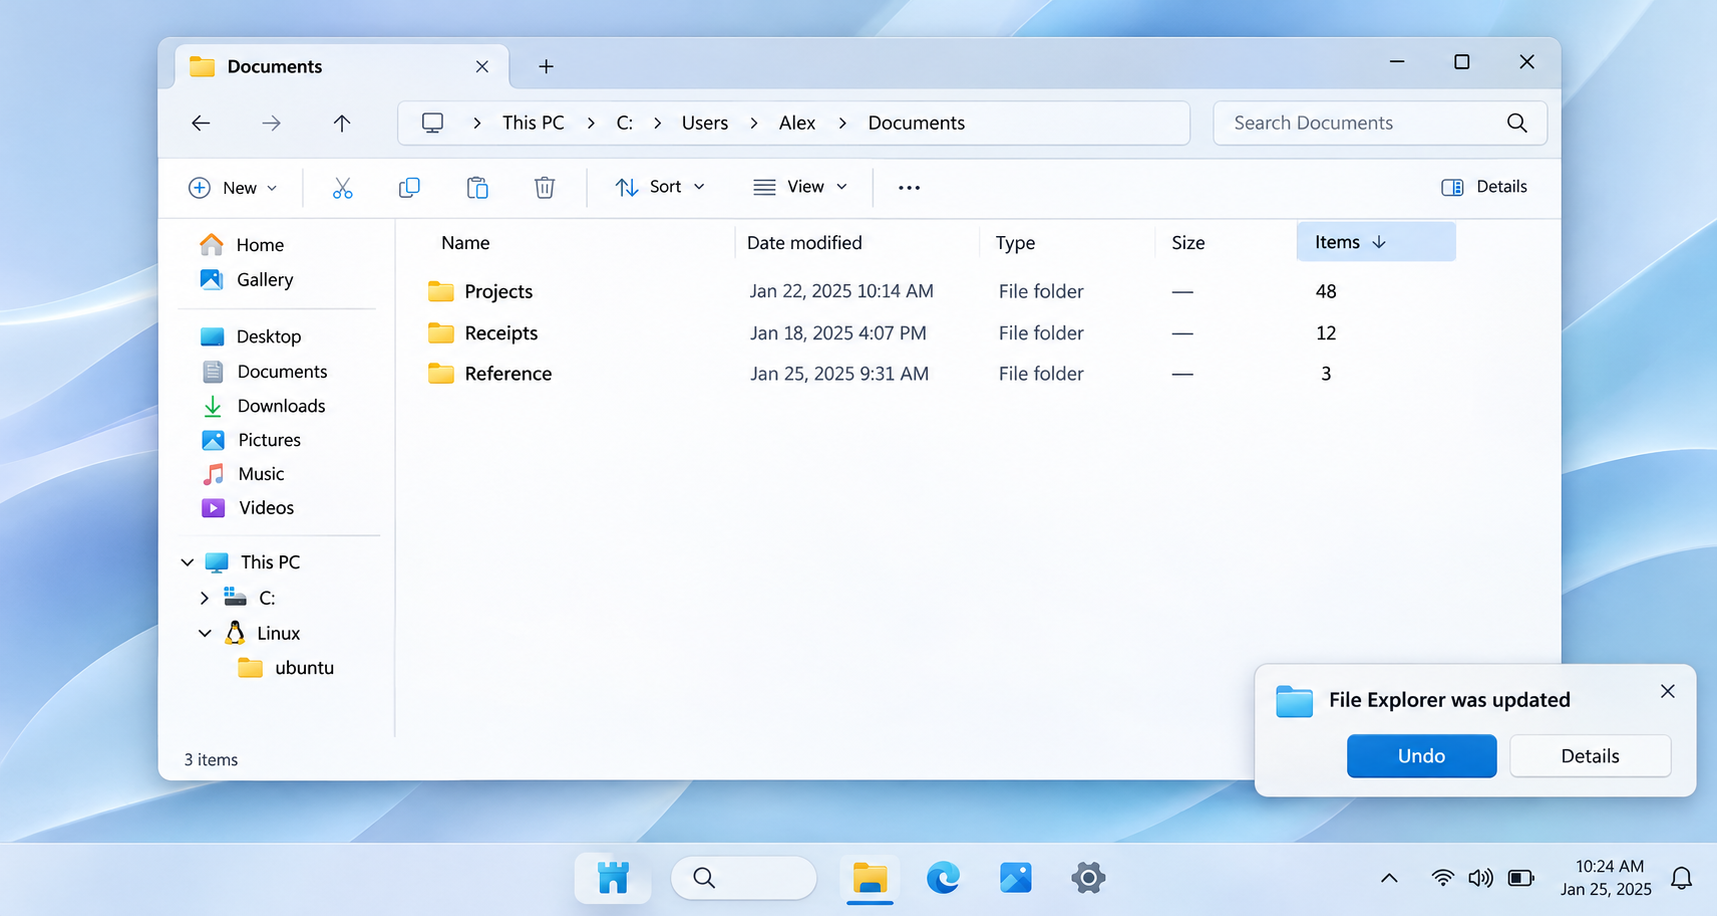 Documents
This PC C: Users Alex Documents
Search Documents
New
Sort
View
Details
Home
Gallery
Desktop
Documents
Downloads
Pictures
Music
Videos
This PC
C:
Linux
ubuntu
Name Date modified Type Size Items
Projects Jan 22, 2025 10:14 AM File folder — 48
Receipts Jan 18, 2025 4:07 PM File folder — 12
Reference Jan 25, 2025 9:31 AM File folder — 3
3 items
File Explorer was updated
Undo Details
10:24 AM
Jan 25, 2025